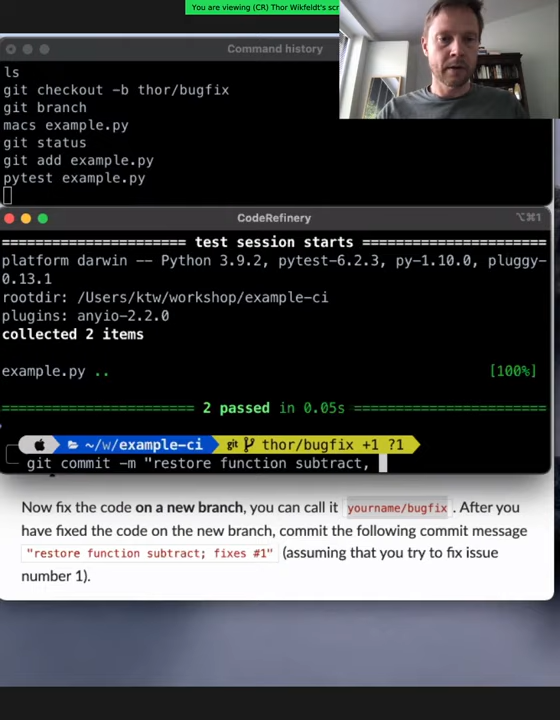 You are viewing (CR) Thor Wikfeldt's scr
Command history
ls
git checkout -b thor/bugfix
git branch
macs example.py
git status
git add example.py
pytest example.py
CodeRefinery
⌥⌘1
======================= test session starts =======================
platform darwin -- Python 3.9.2, pytest-6.2.3, py-1.10.0, pluggy-
0.13.1
rootdir: /Users/ktw/workshop/example-ci
plugins: anyio-2.2.0
collected 2 items
example.py .. [100%]
======================== 2 passed in 0.05s ========================
~/w/example-ci git thor/bugfix +1 ?1
git commit -m "restore function subtract,
Now fix the code on a new branch, you can call it yourname/bugfix. After you
have fixed the code on the new branch, commit the following commit message
"restore function subtract; fixes #1" (assuming that you try to fix issue
number 1).